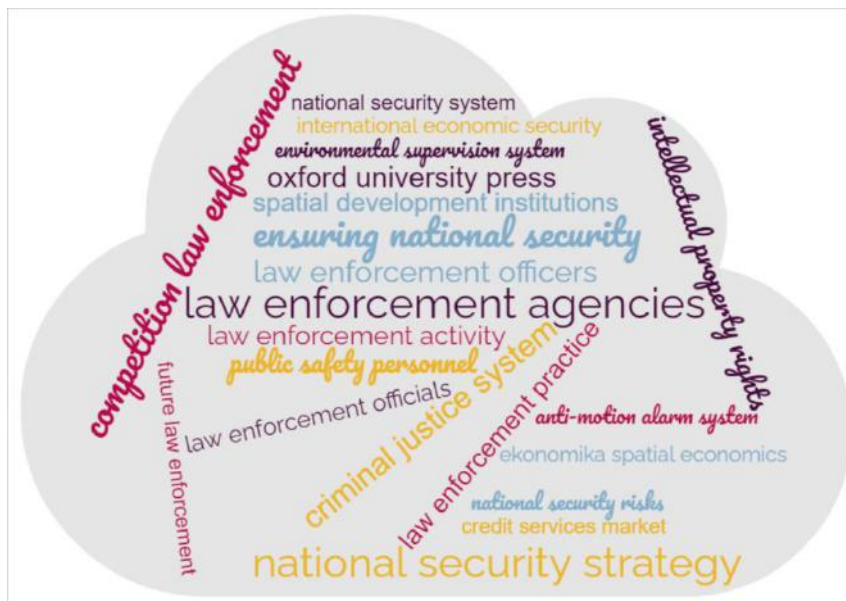 competition law enforcement
national security system
international economic security
environmental supervision system
oxford university press
spatial development institutions
ensuring national security
law enforcement officers
law enforcement agencies
law enforcement activity
public safety personnel
intellectual property rights
future law enforcement
law enforcement officials
criminal justice system
law enforcement practice
anti-motion alarm system
ekonomika spatial economics
national security risks
credit services market
national security strategy